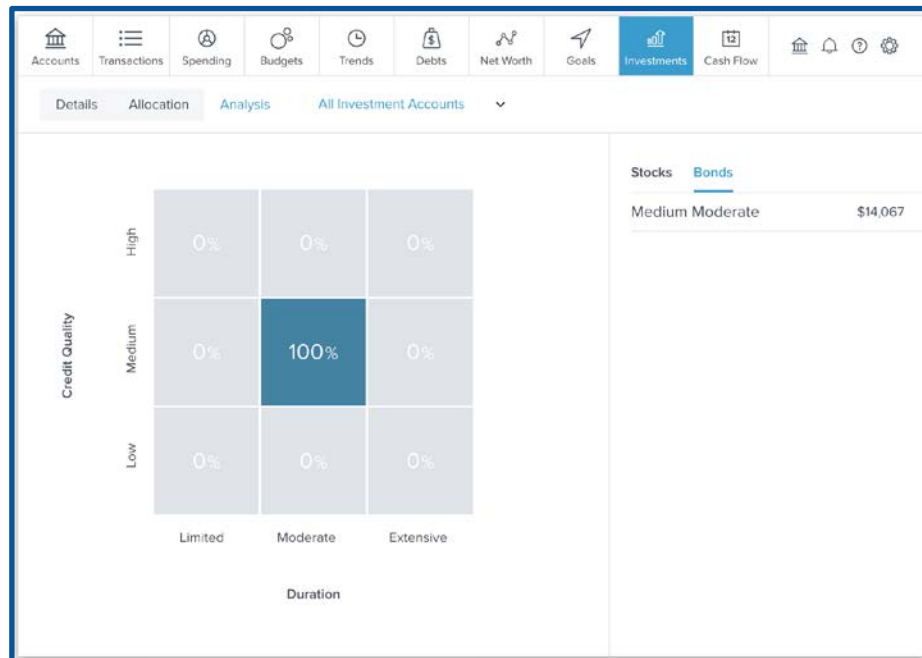 Accounts Transactions Spending Budgets Trends Debts Net Worth Goals Investments 12 Cash Flow
Details Allocation Analysis All Investment Accounts
Stocks Bonds
Medium Moderate $14,067
Credit Quality
High
Medium
Low
0% 0% 0%
0% 100% 0%
0% 0% 0%
Limited Moderate Extensive
Duration